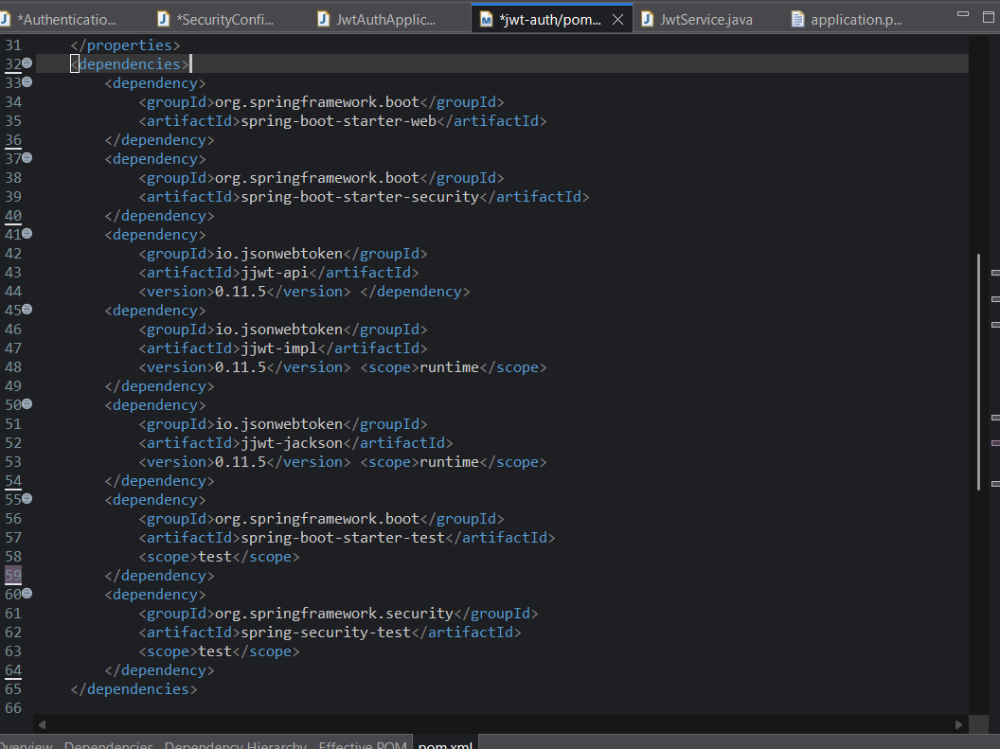 *Authenticatio...
*SecurityConfi...
JwtAuthApplic...
*jwt-auth/pom...
JwtService.java
application.p...
31 </properties>
32 <dependencies>
33 <dependency>
34 <groupId>org.springframework.boot</groupId>
35 <artifactId>spring-boot-starter-web</artifactId>
36 </dependency>
37 <dependency>
38 <groupId>org.springframework.boot</groupId>
39 <artifactId>spring-boot-starter-security</artifactId>
40 </dependency>
41 <dependency>
42 <groupId>io.jsonwebtoken</groupId>
43 <artifactId>jjwt-api</artifactId>
44 <version>0.11.5</version> </dependency>
45 <dependency>
46 <groupId>io.jsonwebtoken</groupId>
47 <artifactId>jjwt-impl</artifactId>
48 <version>0.11.5</version> <scope>runtime</scope>
49 </dependency>
50 <dependency>
51 <groupId>io.jsonwebtoken</groupId>
52 <artifactId>jjwt-jackson</artifactId>
53 <version>0.11.5</version> <scope>runtime</scope>
54 </dependency>
55 <dependency>
56 <groupId>org.springframework.boot</groupId>
57 <artifactId>spring-boot-starter-test</artifactId>
58 <scope>test</scope>
59 </dependency>
60 <dependency>
61 <groupId>org.springframework.security</groupId>
62 <artifactId>spring-security-test</artifactId>
63 <scope>test</scope>
64 </dependency>
65 </dependencies>
66
Overview Dependencies Dependency Hierarchy Effective POM pom.xml